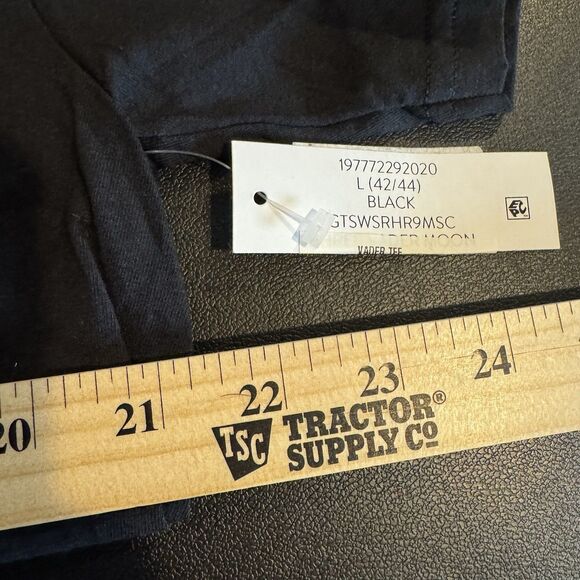 197772292020
L (42/44)
BLACK
GTSWSRHR9MSC
VADER TEE
20 21 22 23 24
TSC TRACTOR®
SUPPLY CO